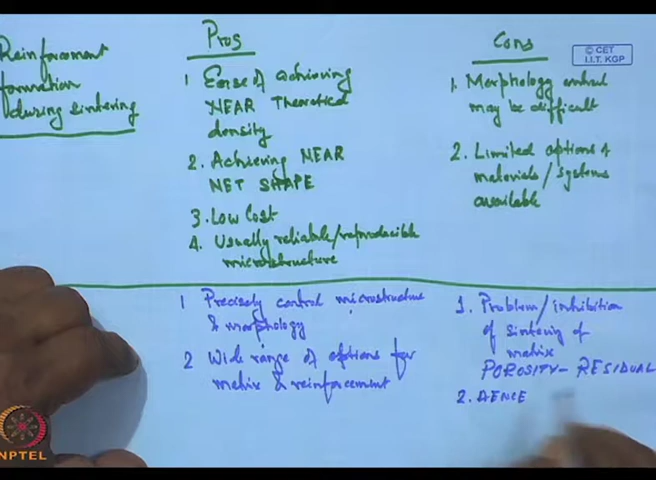 Reinforcement
formation
during sintering
Pros
1 Ease of achieving
NEAR Theoretical
density
2. Achieving NEAR
NET SHAPE
3. Low Cost
4. Usually reliable/reproducible
microstructure
Cons
1. Morphology control
may be difficult
2. Limited options of
materials/systems
available
© CET
I.I.T. KGP
1 Precisely control microstructure
& morphology
2 Wide range of options for
matrix & reinforcement
1. Problem/inhibition
of sintering of
matrix
POROSITY - RESIDUAL
2.
NPTEL